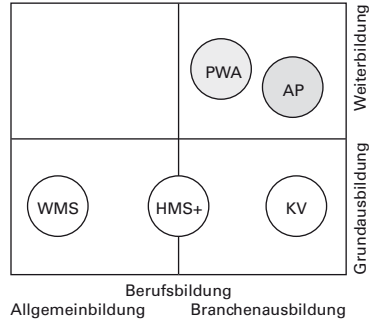 PWA
AP
Weiterbildung
WMS
HMS+
KV
Grundausbildung
Berufsbildung
Allgemeinbildung Branchenausbildung